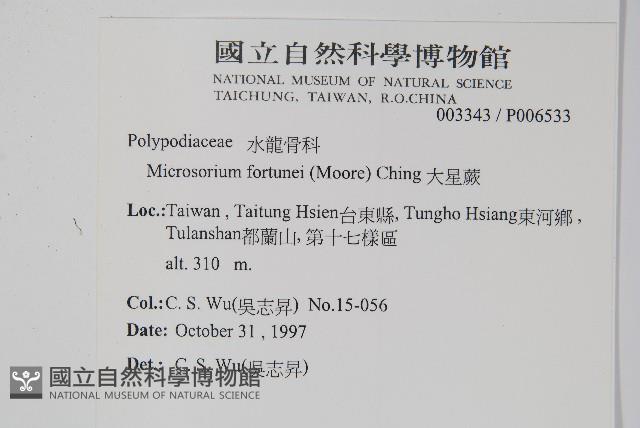 國立自然科學博物館
NATIONAL MUSEUM OF NATURAL SCIENCE
TAICHUNG, TAIWAN, R.O.CHINA
003343 / P006533
Polypodiaceae 水龍骨科
Microsorium fortunei (Moore) Ching 大星蕨
Loc.:Taiwan , Taitung Hsien台東縣, Tungho Hsiang東河鄉 ,
Tulanshan都蘭山, 第十七樣區
alt. 310 m.
Col.:C. S. Wu(吳志昇) No.15-056
Date: October 31 , 1997
Det.: C. S. Wu(吳志昇)
國立自然科學博物館
NATIONAL MUSEUM OF NATURAL SCIENCE